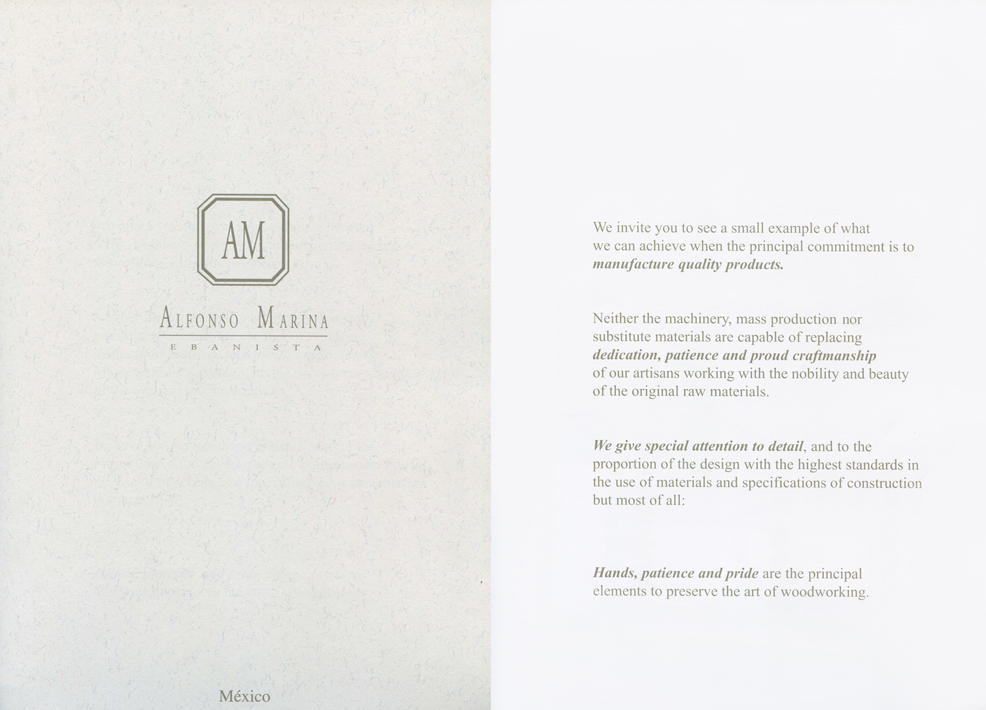 AM
ALFONSO MARINA
EBANISTA
México
We invite you to see a small example of what
we can achieve when the principal commitment is to
manufacture quality products.
Neither the machinery, mass production nor
substitute materials are capable of replacing
dedication, patience and proud craftmanship
of our artisans working with the nobility and beauty
of the original raw materials.
We give special attention to detail, and to the
proportion of the design with the highest standards in
the use of materials and specifications of construction
but most of all:
Hands, patience and pride are the principal
elements to preserve the art of woodworking.